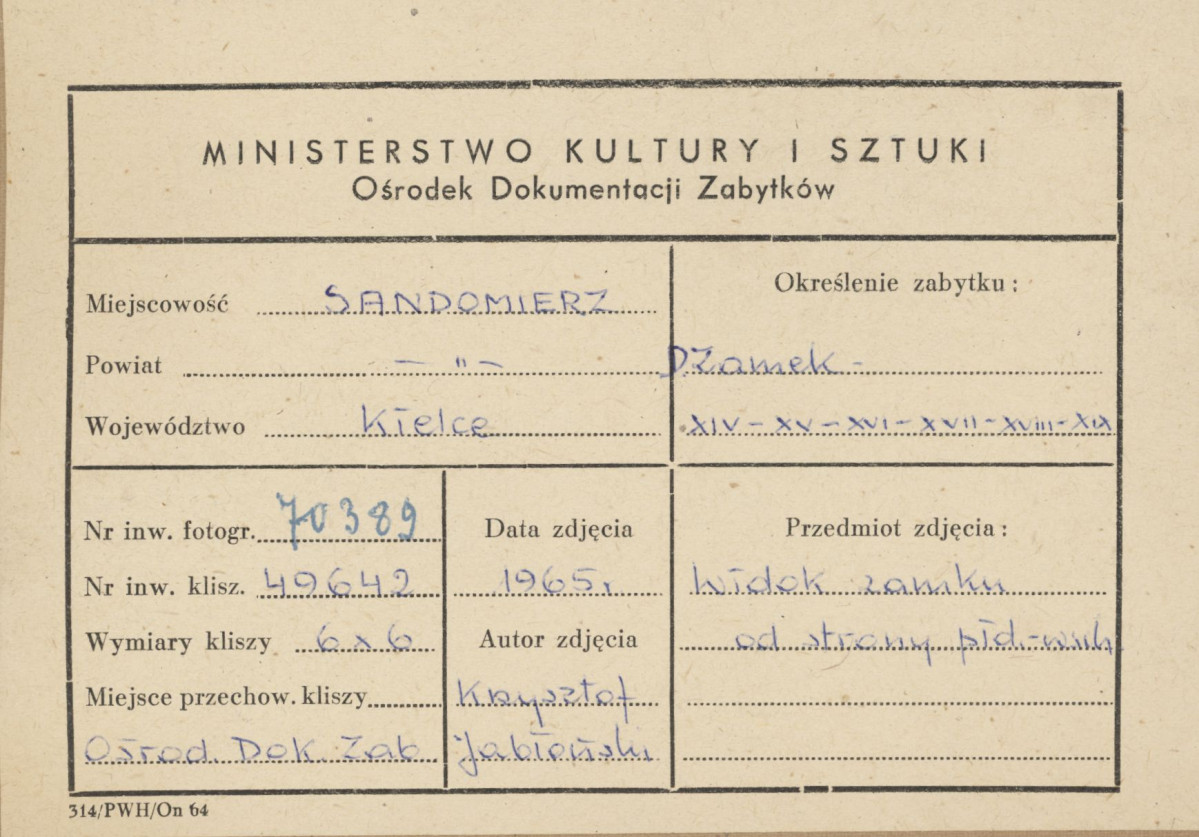 MINISTERSTWO KULTURY I SZTUKI
Ośrodek Dokumentacji Zabytków
Miejscowość SANDOMIERZ
Powiat — " —
Województwo Kielce
Określenie zabytku :
Zamek -
XIV - XV - XVI - XVII - XVIII - XIX
Nr inw. fotogr. 70389
Nr inw. klisz. 49642
Wymiary kliszy 6 x 6
Miejsce przechow. kliszy
Ośrod. Dok. Zab
Data zdjęcia
1965 r.
Autor zdjęcia
Krzysztof
Jabłoński
Przedmiot zdjęcia :
Widok zamku
od strony płd.-wsch
314/PWH/On 64